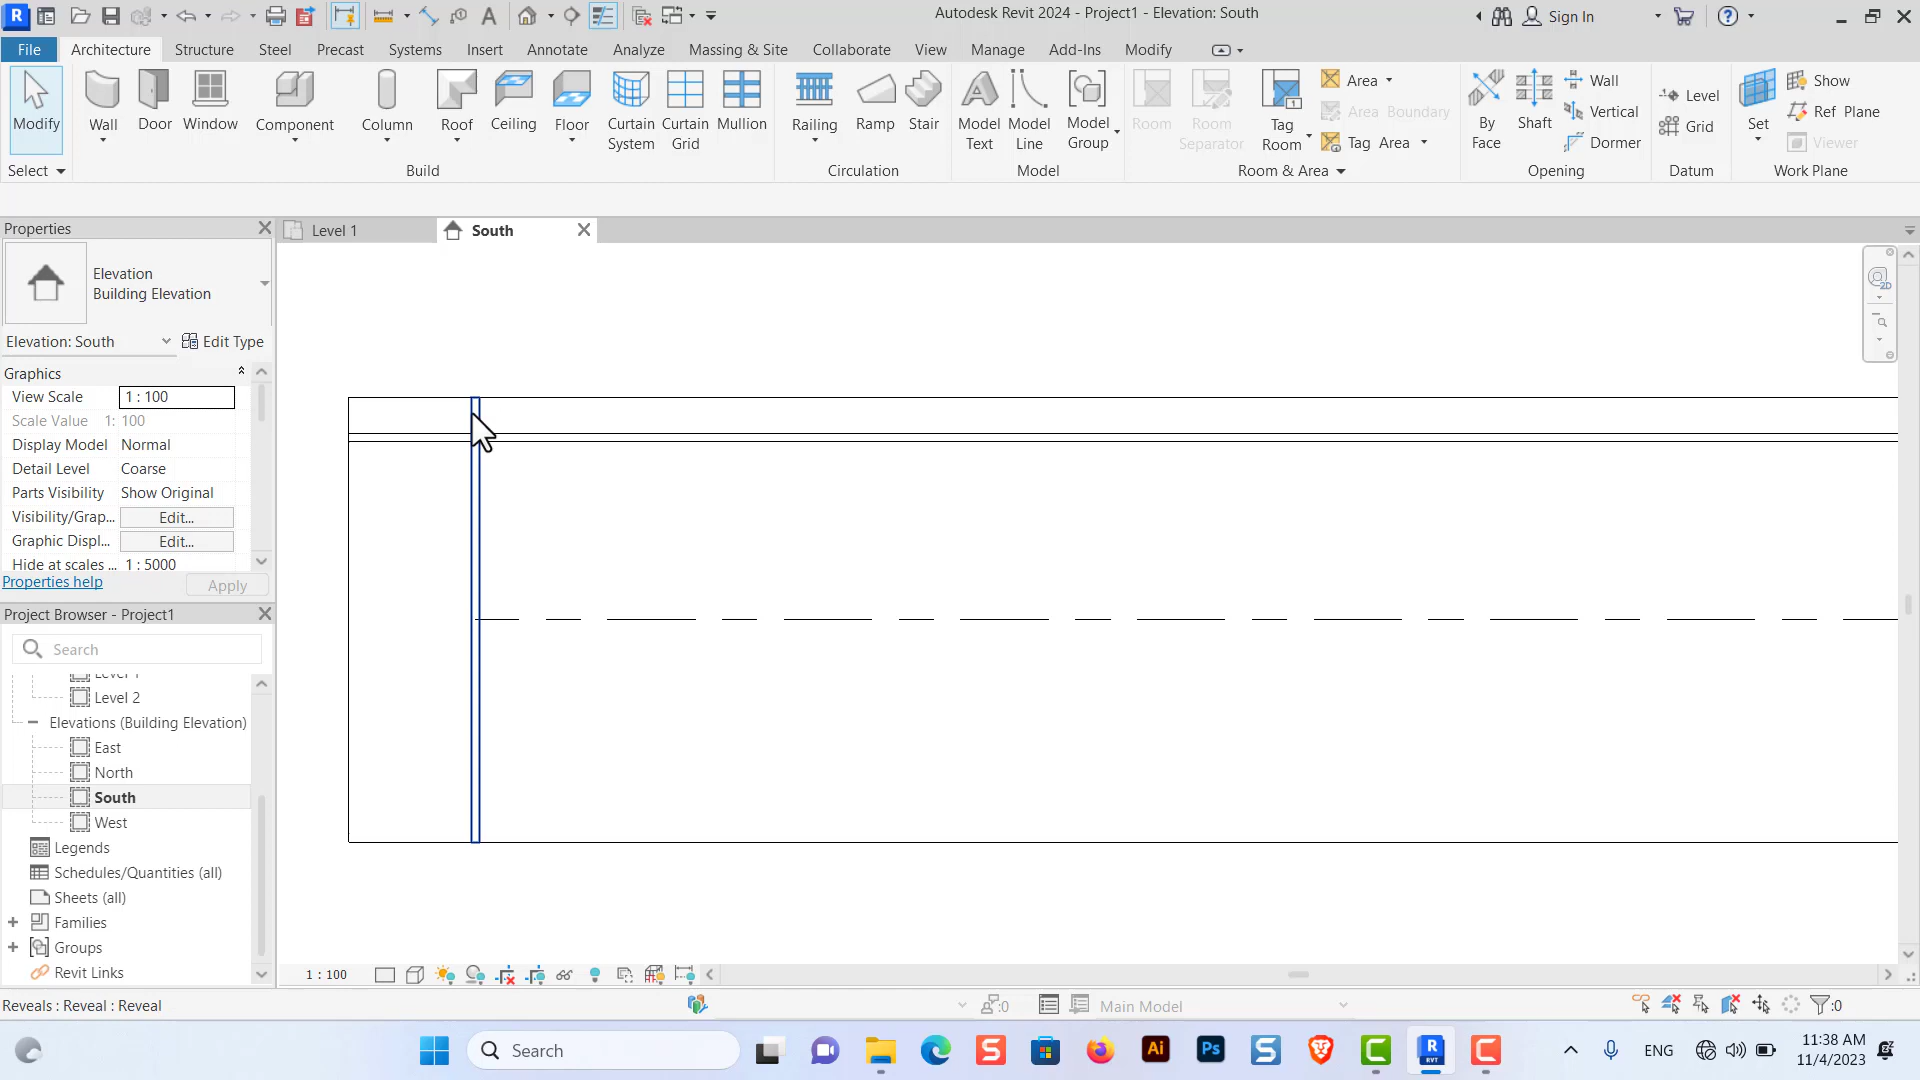 Autodesk Revit 2024 - Project1 - Elevation: South
Sign In
File Architecture Structure Steel Precast Systems Insert Annotate Analyze Massing & Site Collaborate View Manage Add-Ins Modify
Modify
Wall
Door
Window
Component
Column
Roof
Ceiling
Floor
Curtain System
Curtain Grid
Mullion
Railing
Ramp
Stair
Model Text
Model Line
Model Group
Room
Room Separator
Tag Room
Area
Area Boundary
Tag Area
By Face
Shaft
Wall
Vertical
Dormer
Level
Grid
Set
Show
Ref Plane
Viewer
Select
Build
Circulation
Model
Room & Area
Opening
Datum
Work Plane
Properties
Level 1
South
Elevation
Building Elevation
Elevation: South
Edit Type
Graphics
View Scale 1 : 100
Scale Value 1: 100
Display Model Normal
Detail Level Coarse
Parts Visibility Show Original
Visibility/Grap... Edit...
Graphic Displ... Edit...
Hide at scales ... 1 : 5000
Properties help
Apply
Project Browser - Project1
Search
Level 1
Level 2
Elevations (Building Elevation)
East
North
South
West
Legends
Schedules/Quantities (all)
Sheets (all)
Families
Groups
Revit Links
1 : 100
Reveals : Reveal : Reveal
:0
Main Model
:0
Search
ENG
11:38 AM
11/4/2023